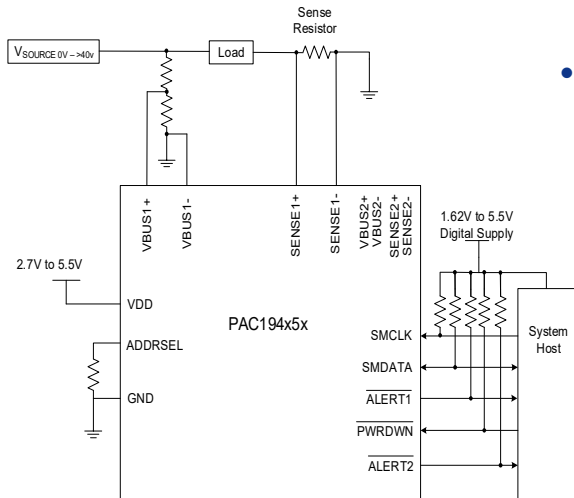 Sense
Resistor
VSOURCE 0V – >40v
Load
VBUS1+
VBUS1-
SENSE1+
SENSE1-
VBUS2+
VBUS2-
SENSE2+
SENSE2-
1.62V to 5.5V
Digital Supply
2.7V to 5.5V
VDD
PAC194x5x
ADDRSEL
GND
SMCLK
SMDATA
ALERT1
PWRDWN
ALERT2
System
Host